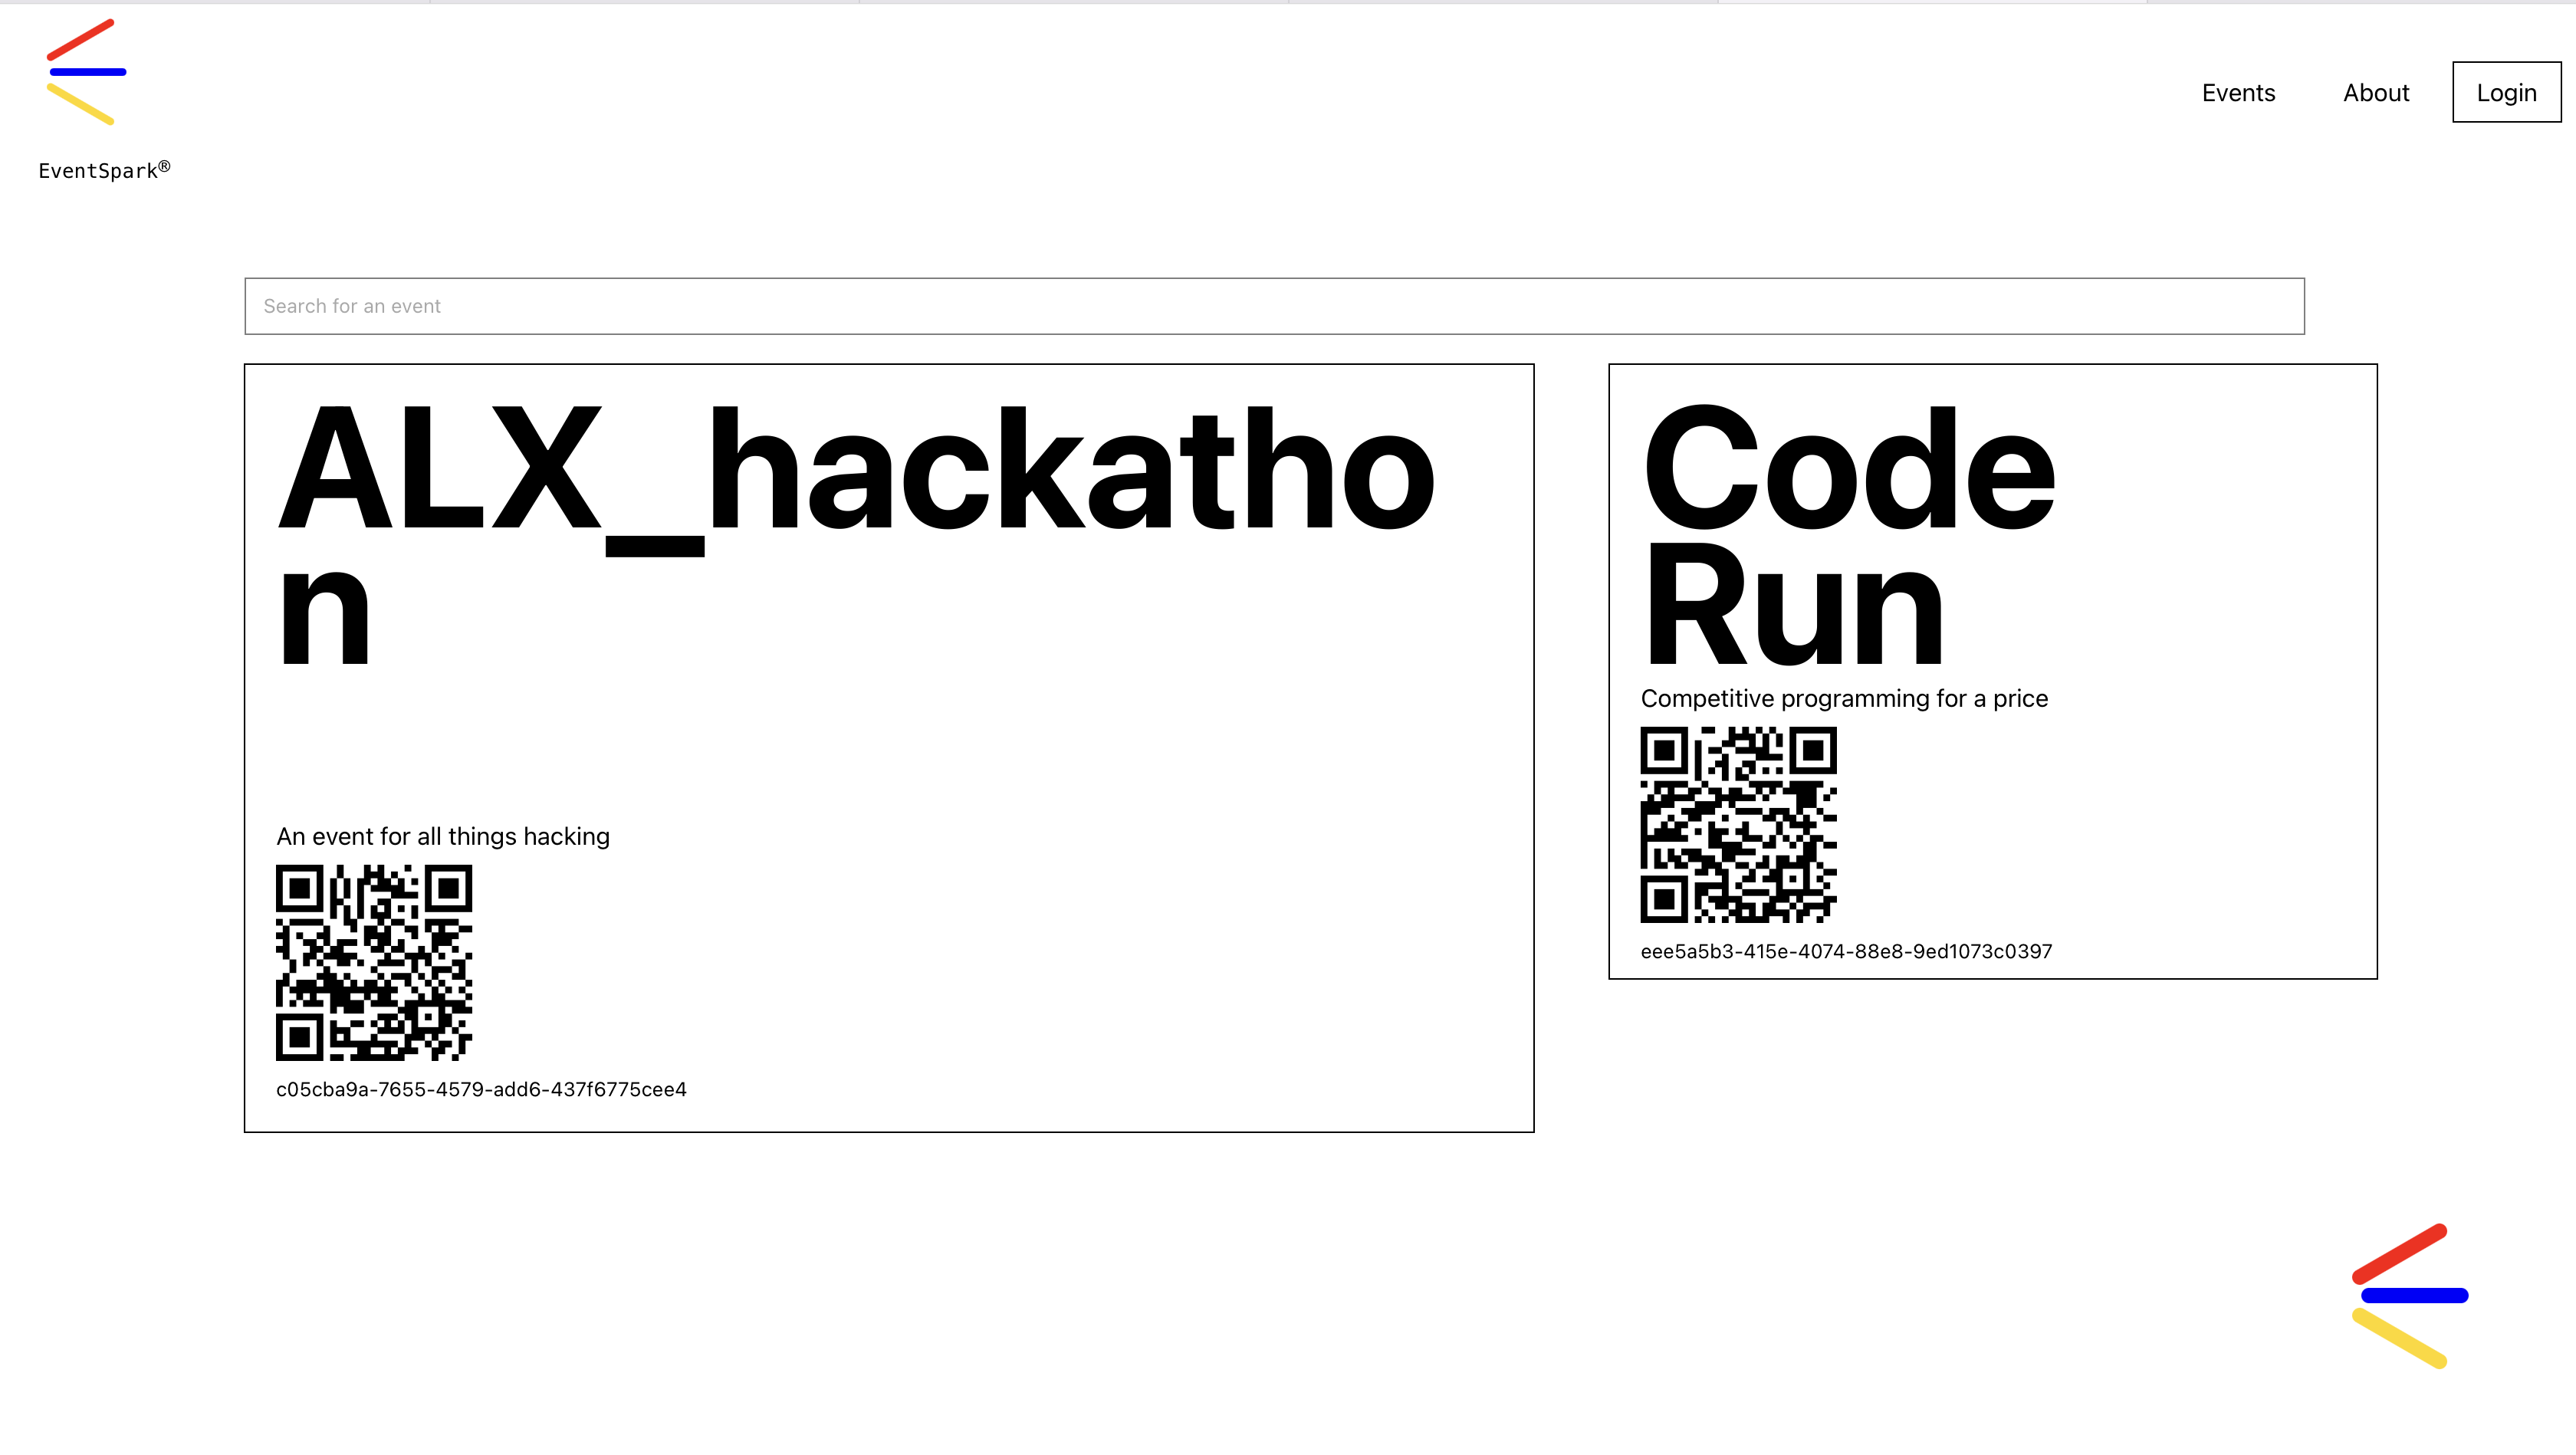 EventSpark®
Events
About
Login
Search for an event
ALX_hackatho
n
An event for all things hacking
c05cba9a-7655-4579-add6-437f6775cee4
Code
Run
Competitive programming for a price
eee5a5b3-415e-4074-88e8-9ed1073c0397